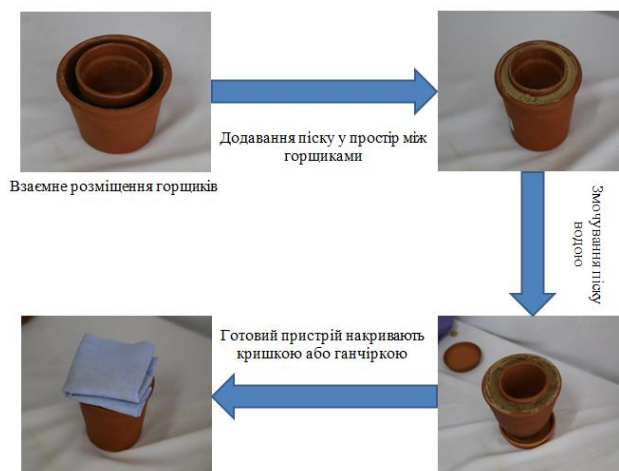 Додавання піску у простір між
горщиками
Взаємне розміщення горщиків
Змочування піску
водою
Готовий пристрій накривають
кришкою або ганчіркою